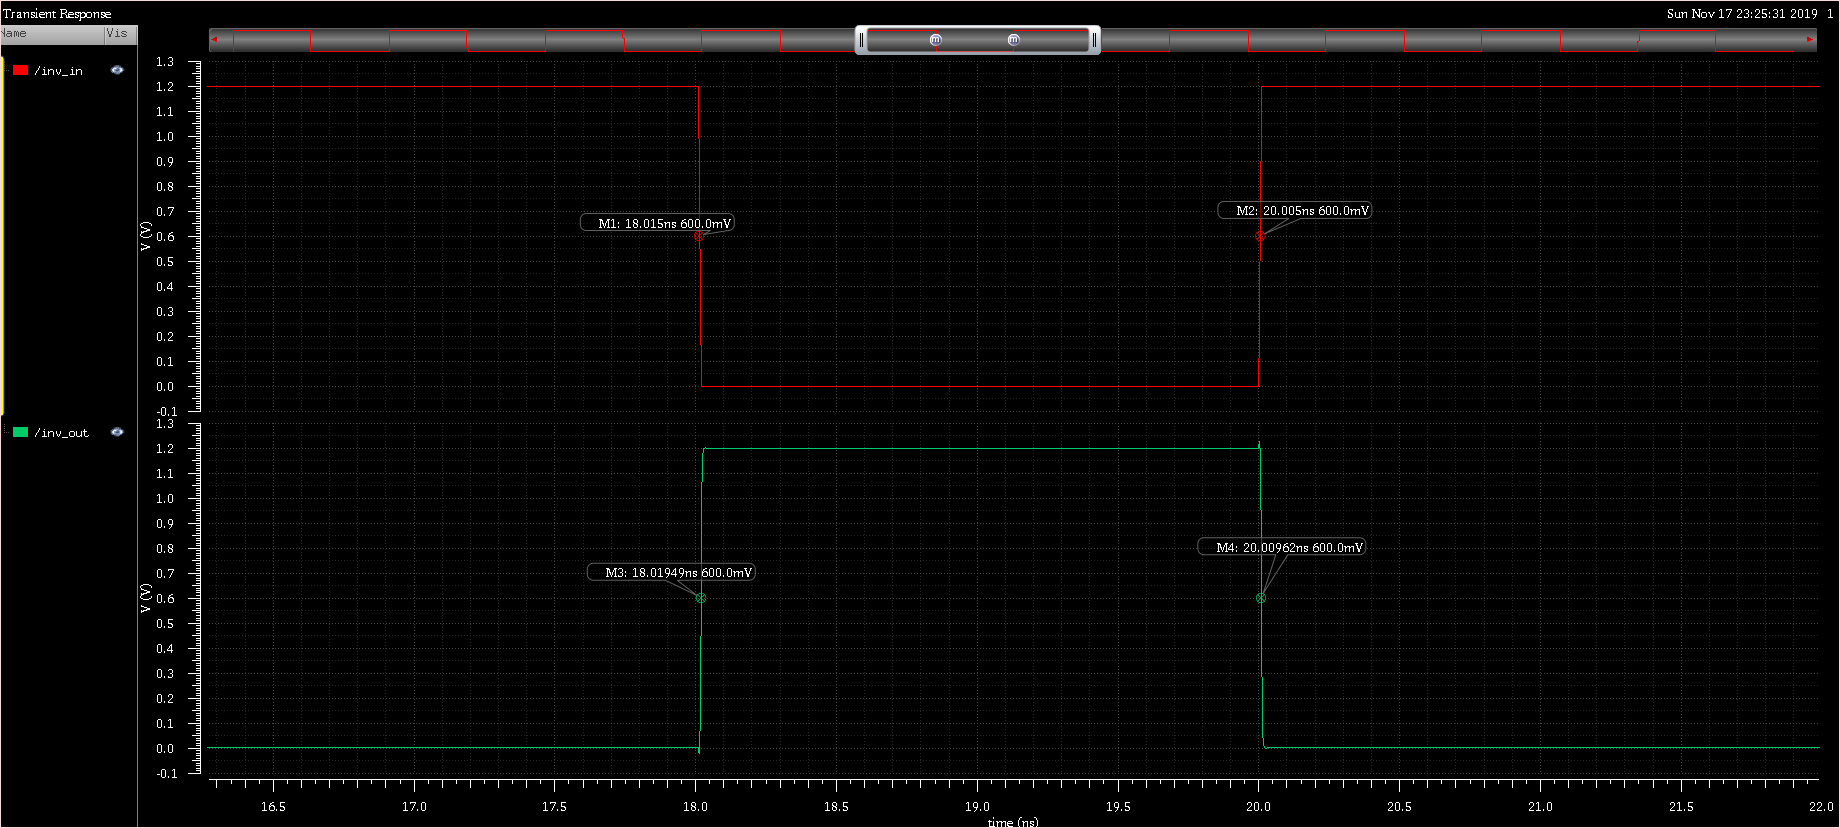 Transient Response
Sun Nov 17 23:25:31 2019 1
Name
Vis
/inv_in
1.3
1.2
1.1
1.0
0.9
0.8
0.7
0.6
0.5
0.4
0.3
0.2
0.1
0.0
-0.1
V (V)
m
m
M1: 18.015ns 600.0mV
M2: 20.005ns 600.0mV
/inv_out
1.3
1.2
1.1
1.0
0.9
0.8
0.7
0.6
0.5
0.4
0.3
0.2
0.1
0.0
-0.1
V (V)
M3: 18.01949ns 600.0mV
M4: 20.00962ns 600.0mV
16.5 17.0 17.5 18.0 18.5 19.0 19.5 20.0 20.5 21.0 21.5 22.0
time (ns)